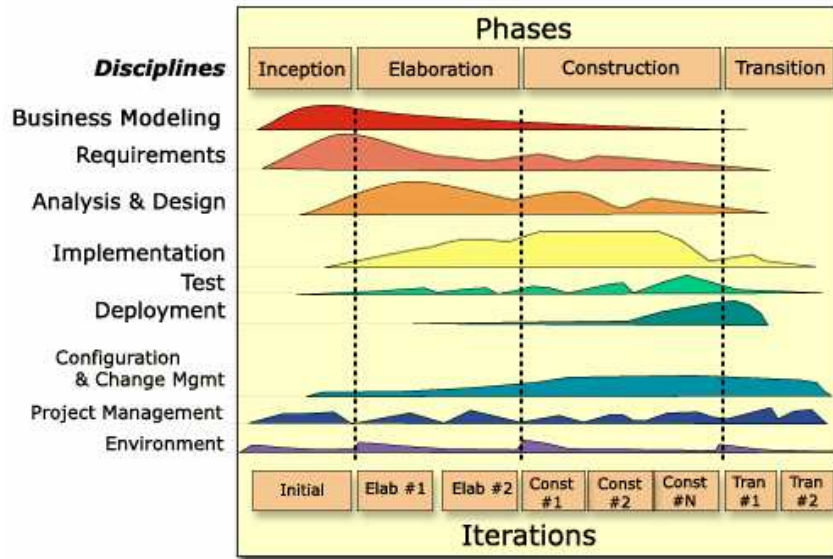 Phases
Disciplines
Inception
Elaboration
Construction
Transition
Business Modeling
Requirements
Analysis & Design
Implementation
Test
Deployment
Configuration
& Change Mgmt
Project Management
Environment
Initial
Elab #1
Elab #2
Const
#1
Const
#2
Const
#N
Tran
#1
Tran
#2
Iterations